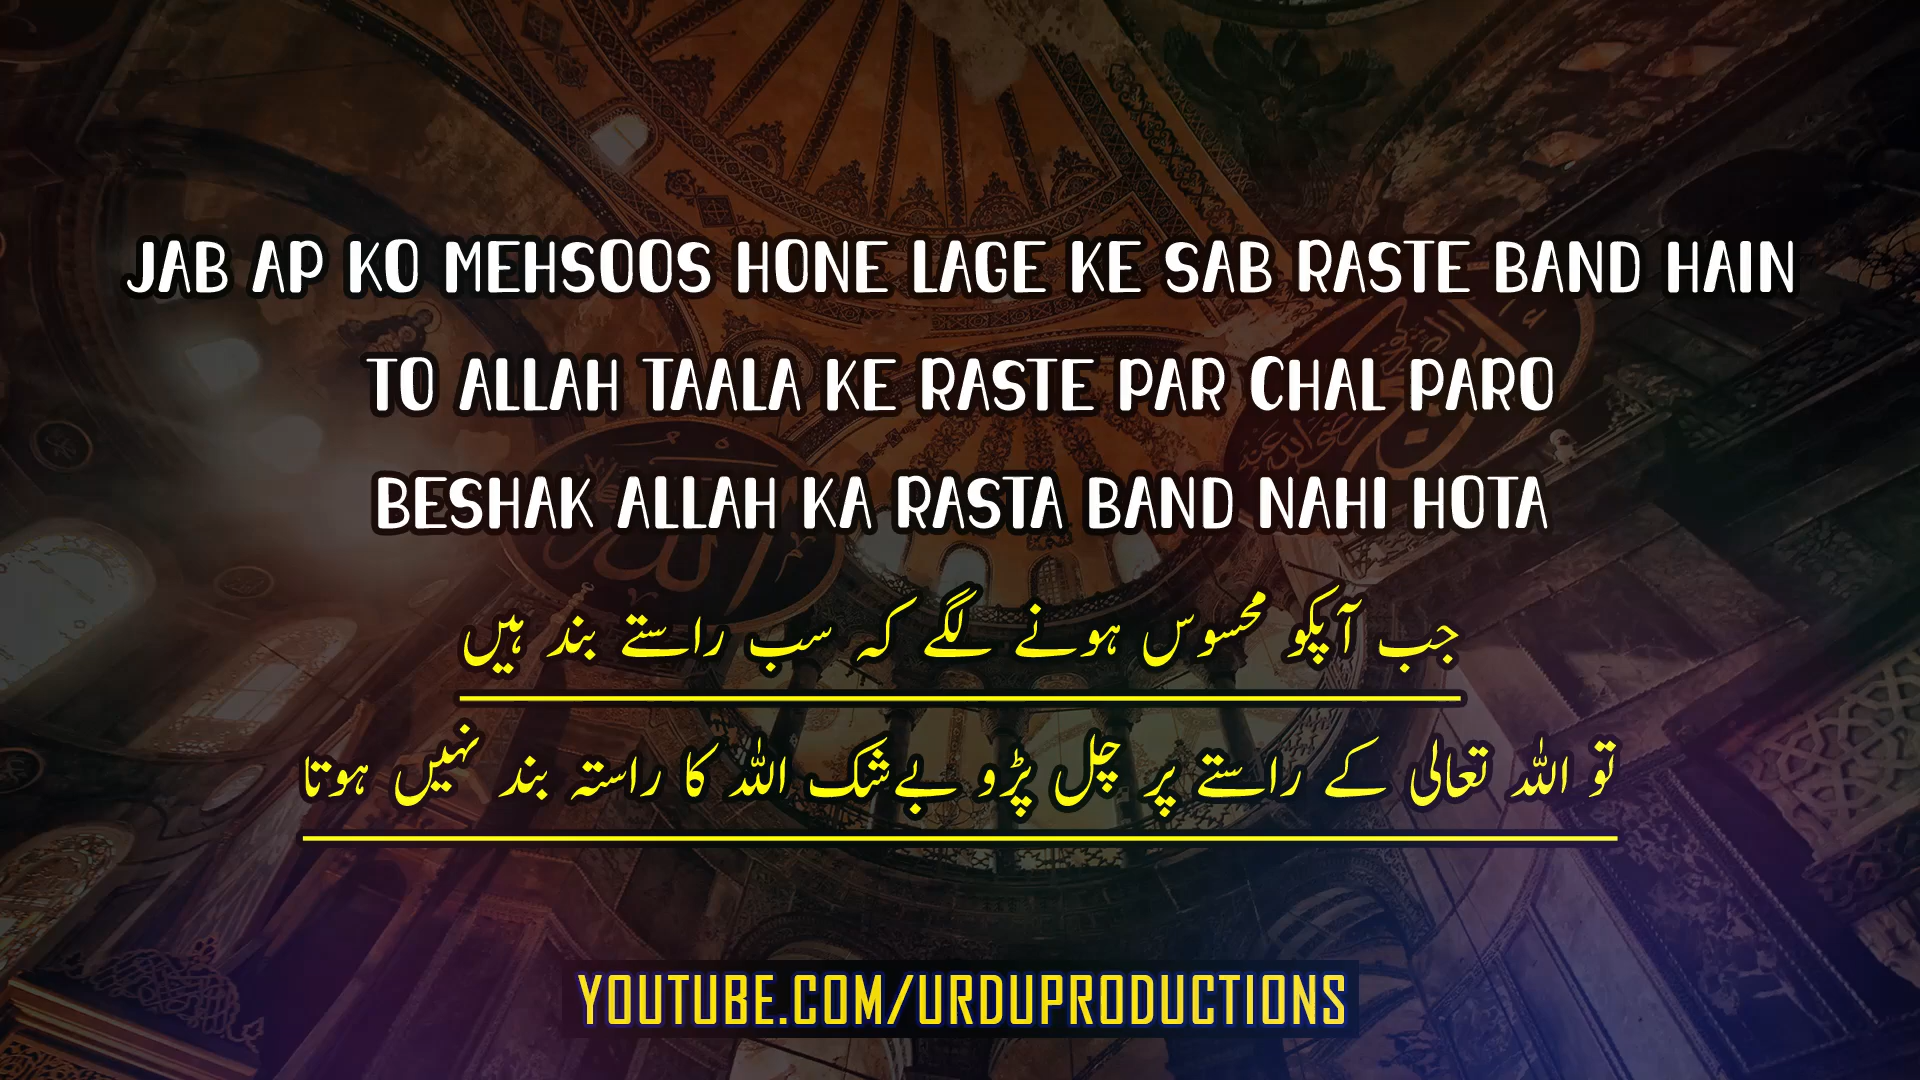 JAB AP KO MEHSOOS HONE LAGE KE SAB RASTE BAND HAIN
TO ALLAH TAALA KE RASTE PAR CHAL PARO
BESHAK ALLAH KA RASTA BAND NAHI HOTA
جب آپکو محسوس ہونے لگے کہ سب راستے بند ہیں
تو اللہ تعالی کے راستے پر چل پڑو بےشک اللہ کا راستہ بند نہیں ہوتا
YOUTUBE.COM/URDUPRODUCTIONS